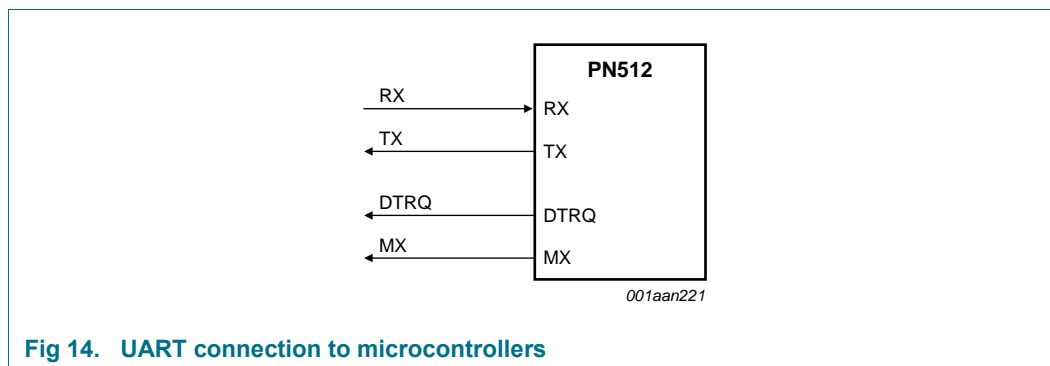 PN512
RX RX
TX TX
DTRQ DTRQ
MX MX
001aan221
Fig 14. UART connection to microcontrollers